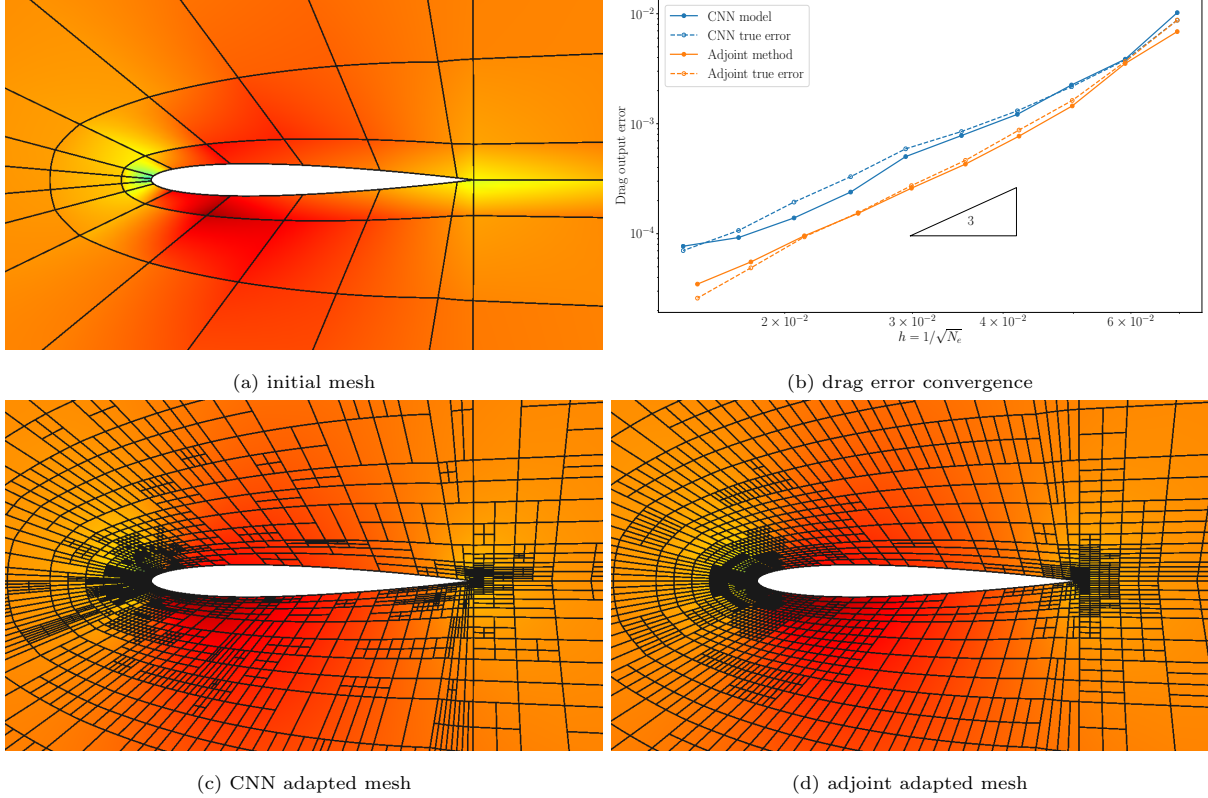 10⁻²
10⁻³
10⁻⁴
Drag output error
CNN model
CNN true error
Adjoint method
Adjoint true error
3
2 × 10⁻² 3 × 10⁻² 4 × 10⁻² 6 × 10⁻²
h = 1/√Nₑ
(a) initial mesh
(b) drag error convergence
(c) CNN adapted mesh
(d) adjoint adapted mesh